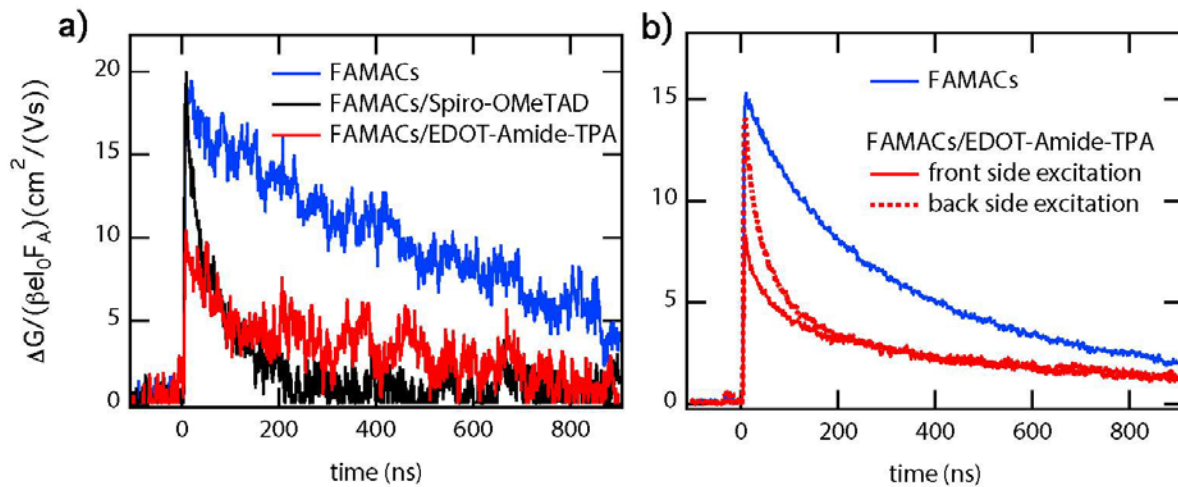 a)
ΔG/(βeI₀F_A)(cm²/(Vs))
20
15
10
5
0
FAMACs
FAMACs/Spiro-OMeTAD
FAMACs/EDOT-Amide-TPA
0 200 400 600 800
time (ns)
b)
15
10
5
0
FAMACs
FAMACs/EDOT-Amide-TPA
front side excitation
back side excitation
0 200 400 600 800
time (ns)